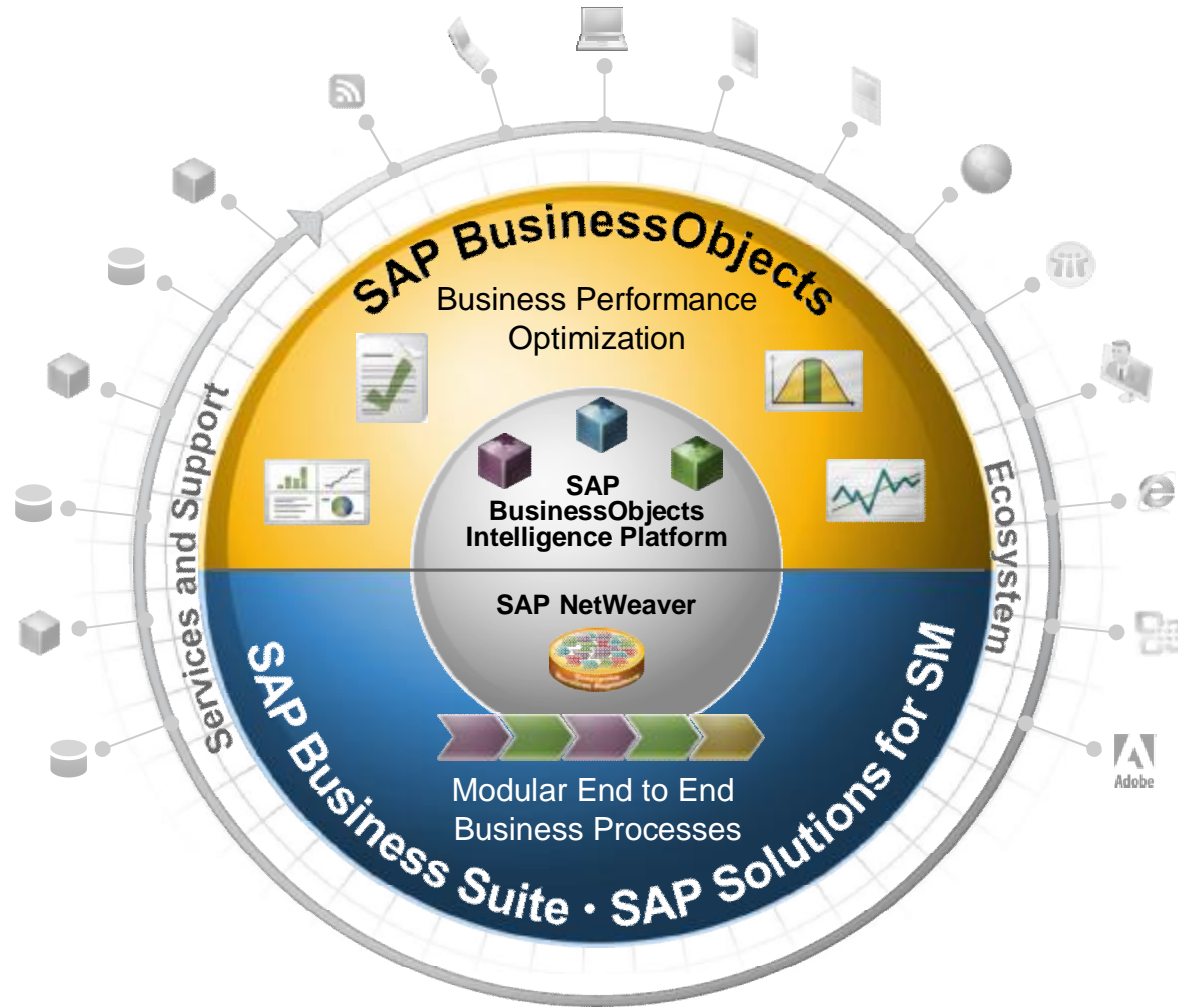 SAP BusinessObjects
Business Performance
Optimization
SAP
BusinessObjects
Intelligence Platform
SAP NetWeaver
Modular End to End
Business Processes
SAP Business Suite · SAP Solutions for SM
Services and Support
Ecosystem
Adobe